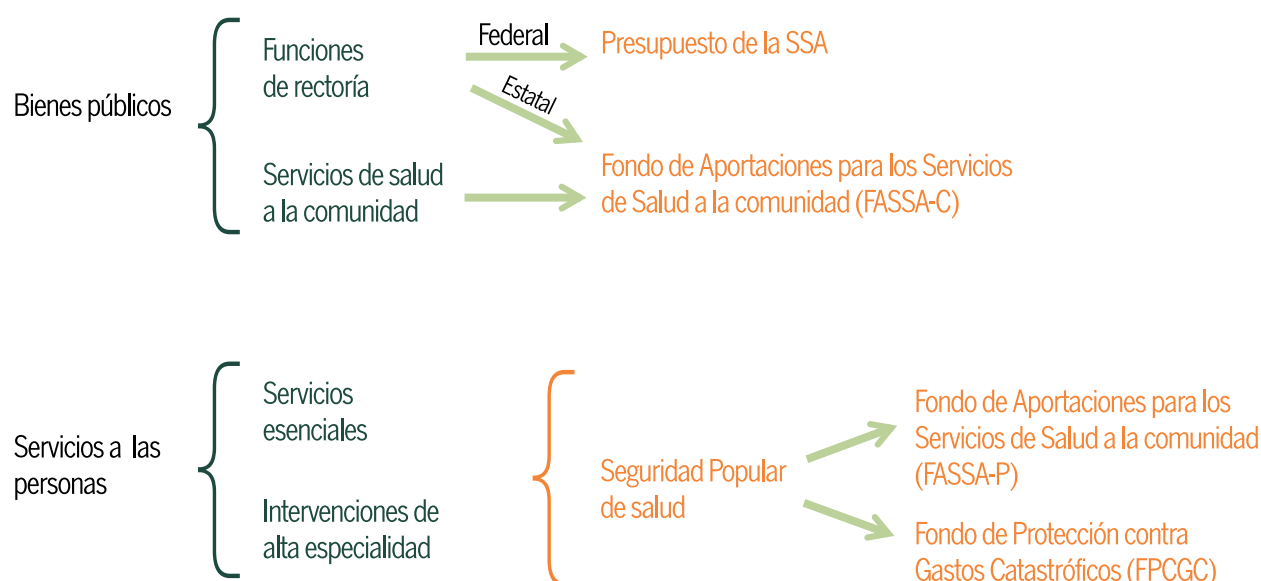 Bienes públicos
Funciones
de rectoría
Federal
Estatal
Presupuesto de la SSA
Servicios de salud
a la comunidad
Fondo de Aportaciones para los Servicios
de Salud a la comunidad (FASSA-C)
Servicios a las
personas
Servicios
esenciales
Intervenciones de
alta especialidad
Seguridad Popular
de salud
Fondo de Aportaciones para los
Servicios de Salud a la comunidad
(FASSA-P)
Fondo de Protección contra
Gastos Catastróficos (FPCGC)